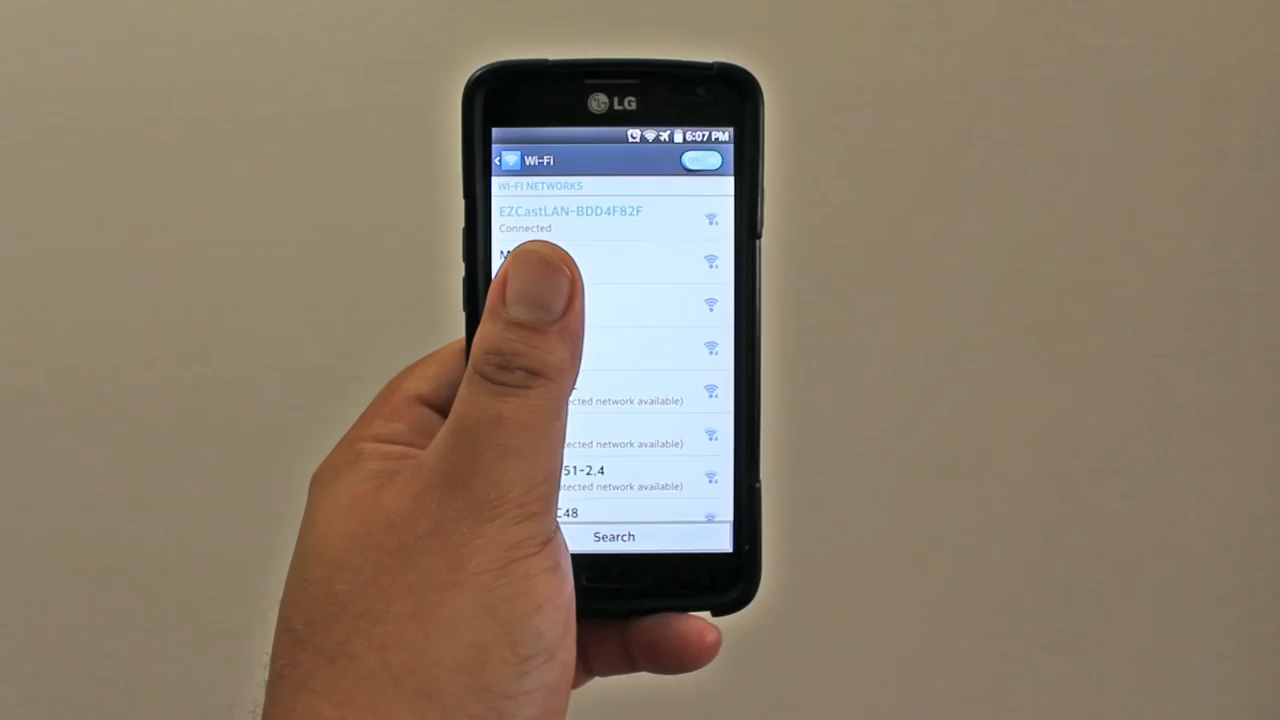 LG
6:07 PM
Wi-Fi
WI-FI NETWORKS
EZCastLAN-BDD4F82F
Connected
ected network available)
ected network available)
51-2.4
tected network available)
C48
Search